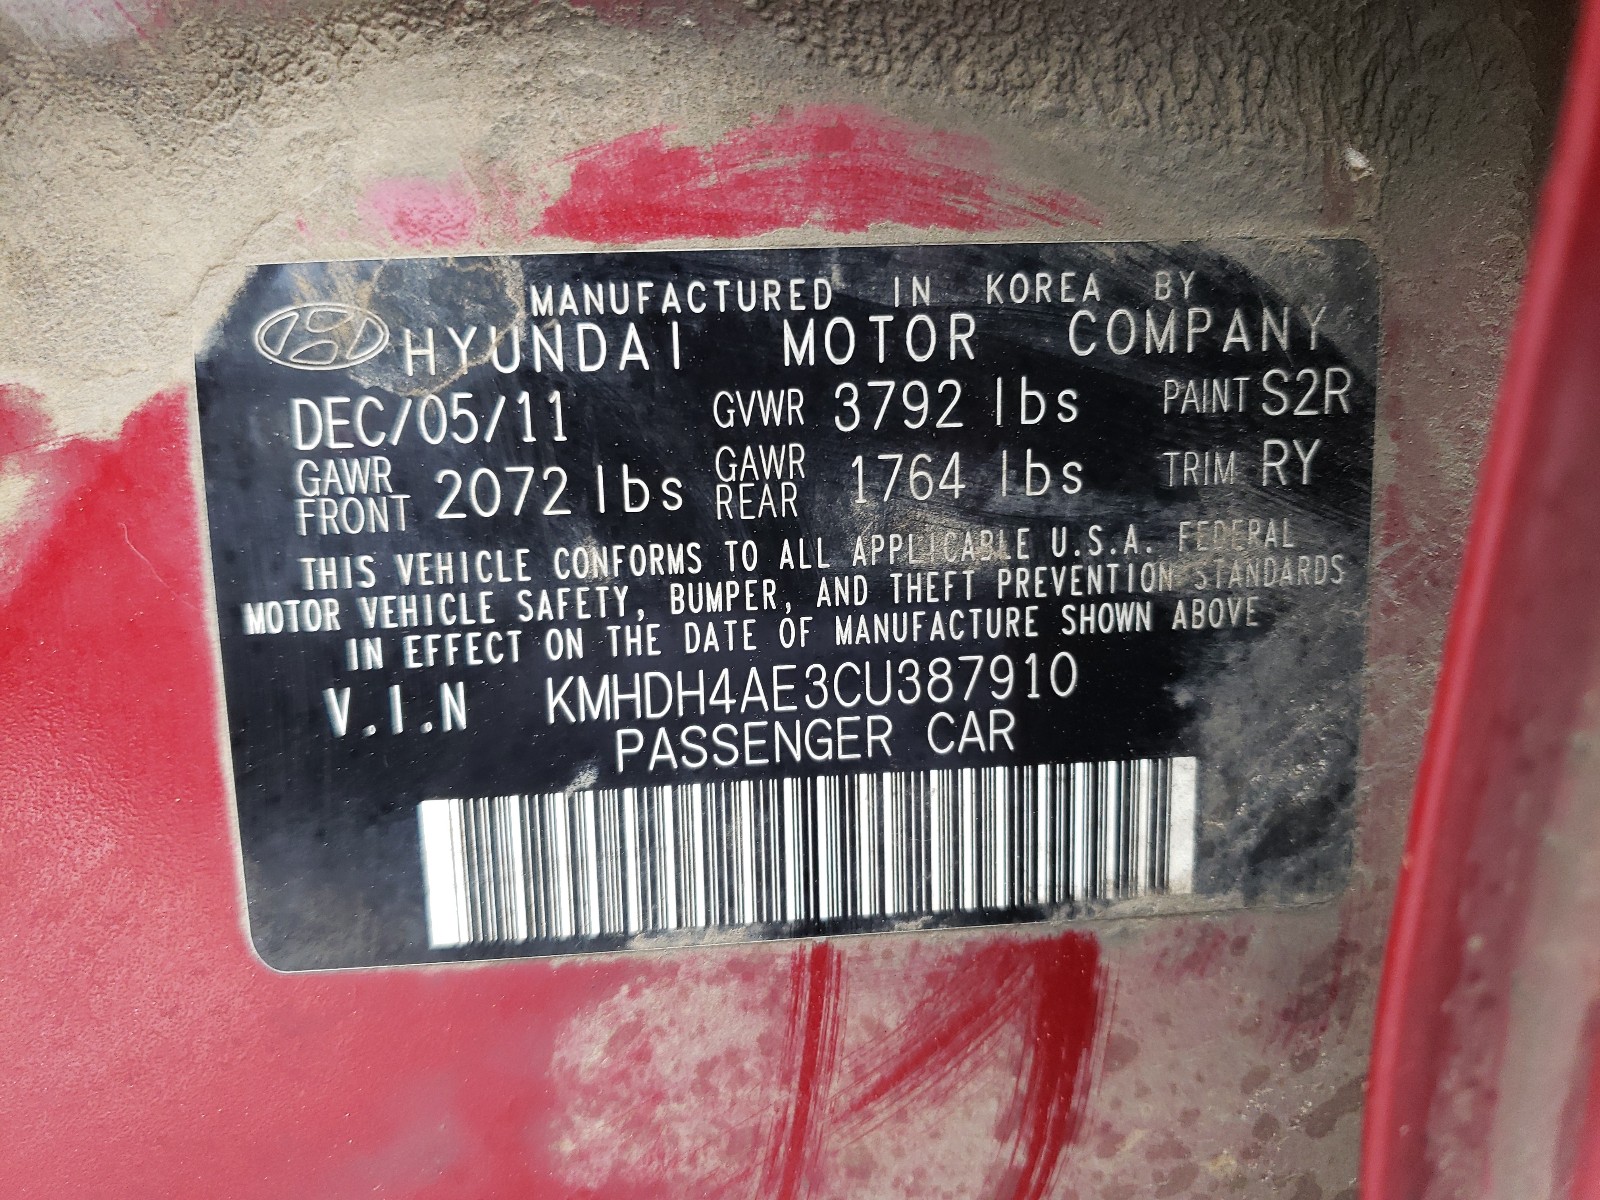 MANUFACTURED IN KOREA BY
HYUNDAI MOTOR COMPANY
DEC/05/11 GVWR 3792 lbs PAINT S2R
GAWR FRONT 2072 lbs GAWR REAR 1764 lbs TRIM RY
THIS VEHICLE CONFORMS TO ALL APPLICABLE U.S.A. FEDERAL
MOTOR VEHICLE SAFETY, BUMPER, AND THEFT PREVENTION STANDARDS
IN EFFECT ON THE DATE OF MANUFACTURE SHOWN ABOVE
V.I.N KMHDH4AE3CU387910
PASSENGER CAR